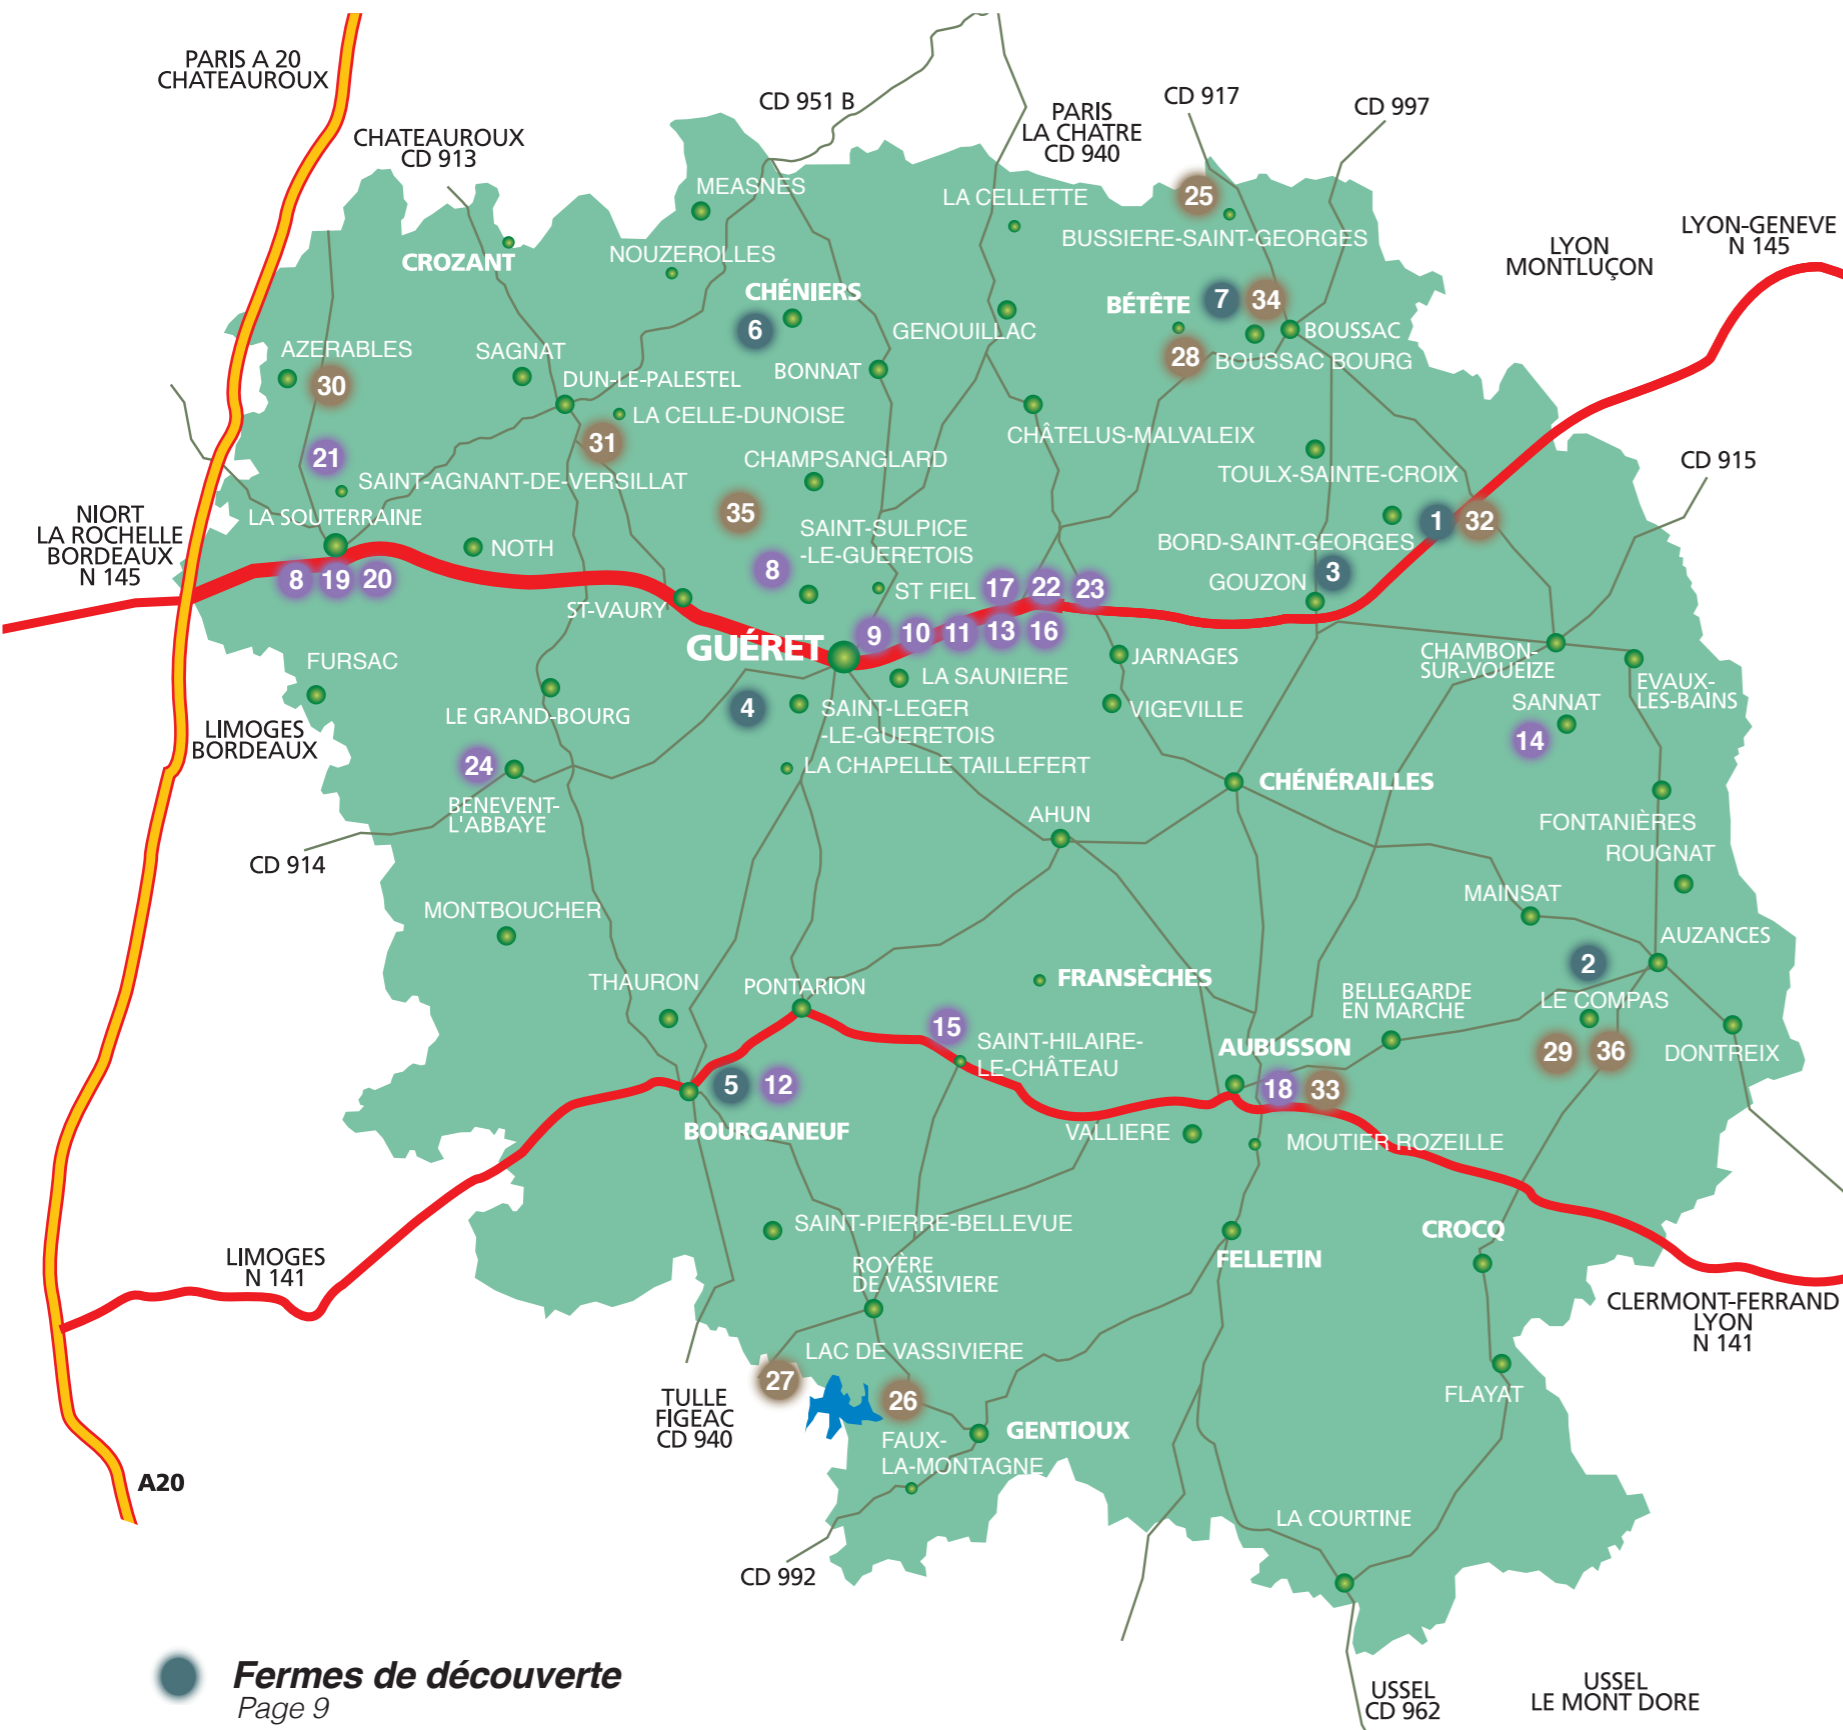 PARIS A 20
CHATEAUROUX
CD 951 B
CD 917
CD 997
PARIS
LA CHATRE
CD 940
CHATEAUROUX
CD 913
MEASNES
LA CELLETTE
25
BUSSIERE-SAINT-GEORGES
LYON-GENEVE
N 145
LYON
MONTLUÇON
CROZANT
NOUZEROLLES
CHÉNIERS
6
BÉTÊTE
7
34
GENOUILLAC
BOUSSAC
28
BOUSSAC BOURG
AZERABLES
30
SAGNAT
DUN-LE-PALESTEL
BONNAT
LA CELLE-DUNOISE
31
CHÂTELUS-MALVALEIX
21
CHAMPSANGLARD
TOULX-SAINTE-CROIX
CD 915
SAINT-AGNANT-DE-VERSILLAT
NIORT
LA ROCHELLE
BORDEAUX
N 145
LA SOUTERRAINE
35
1
32
SAINT-SULPICE
-LE-GUERETOIS
BORD-SAINT-GEORGES
NOTH
8
19
20
8
ST FIEL
17
22
23
GOUZON
3
ST-VAURY
GUÉRET
9
10
11
13
16
FURSAC
LA SAUNIERE
JARNAGES
CHAMBON-
SUR-VOUEIZE
EVAUX-
LES-BAINS
LE GRAND-BOURG
4
SAINT-LEGER
-LE-GUERETOIS
VIGEVILLE
SANNAT
14
LIMOGES
BORDEAUX
24
LA CHAPELLE TAILLEFERT
CHÉNÉRAILLES
BENEVENT-
L'ABBAYE
AHUN
FONTANIÈRES
CD 914
ROUGNAT
MONTBOUCHER
MAINSAT
AUZANCES
THAURON
PONTARION
FRANSÈCHES
2
BELLEGARDE
EN MARCHE
LE COMPAS
15
SAINT-HILAIRE-
LE-CHÂTEAU
AUBUSSON
29
36
DONTREIX
5
12
18
33
BOURGANEUF
VALLIERE
MOUTIER ROZEILLE
SAINT-PIERRE-BELLEVUE
CROCQ
LIMOGES
N 141
ROYÈRE
DE VASSIVIERE
FELLETIN
CLERMONT-FERRAND
LYON
N 141
LAC DE VASSIVIERE
27
26
FLAYAT
TULLE
FIGEAC
CD 940
GENTIOUX
FAUX-
LA-MONTAGNE
A20
LA COURTINE
CD 992
Fermes de découverte
Page 9
USSEL
CD 962
USSEL
LE MONT DORE